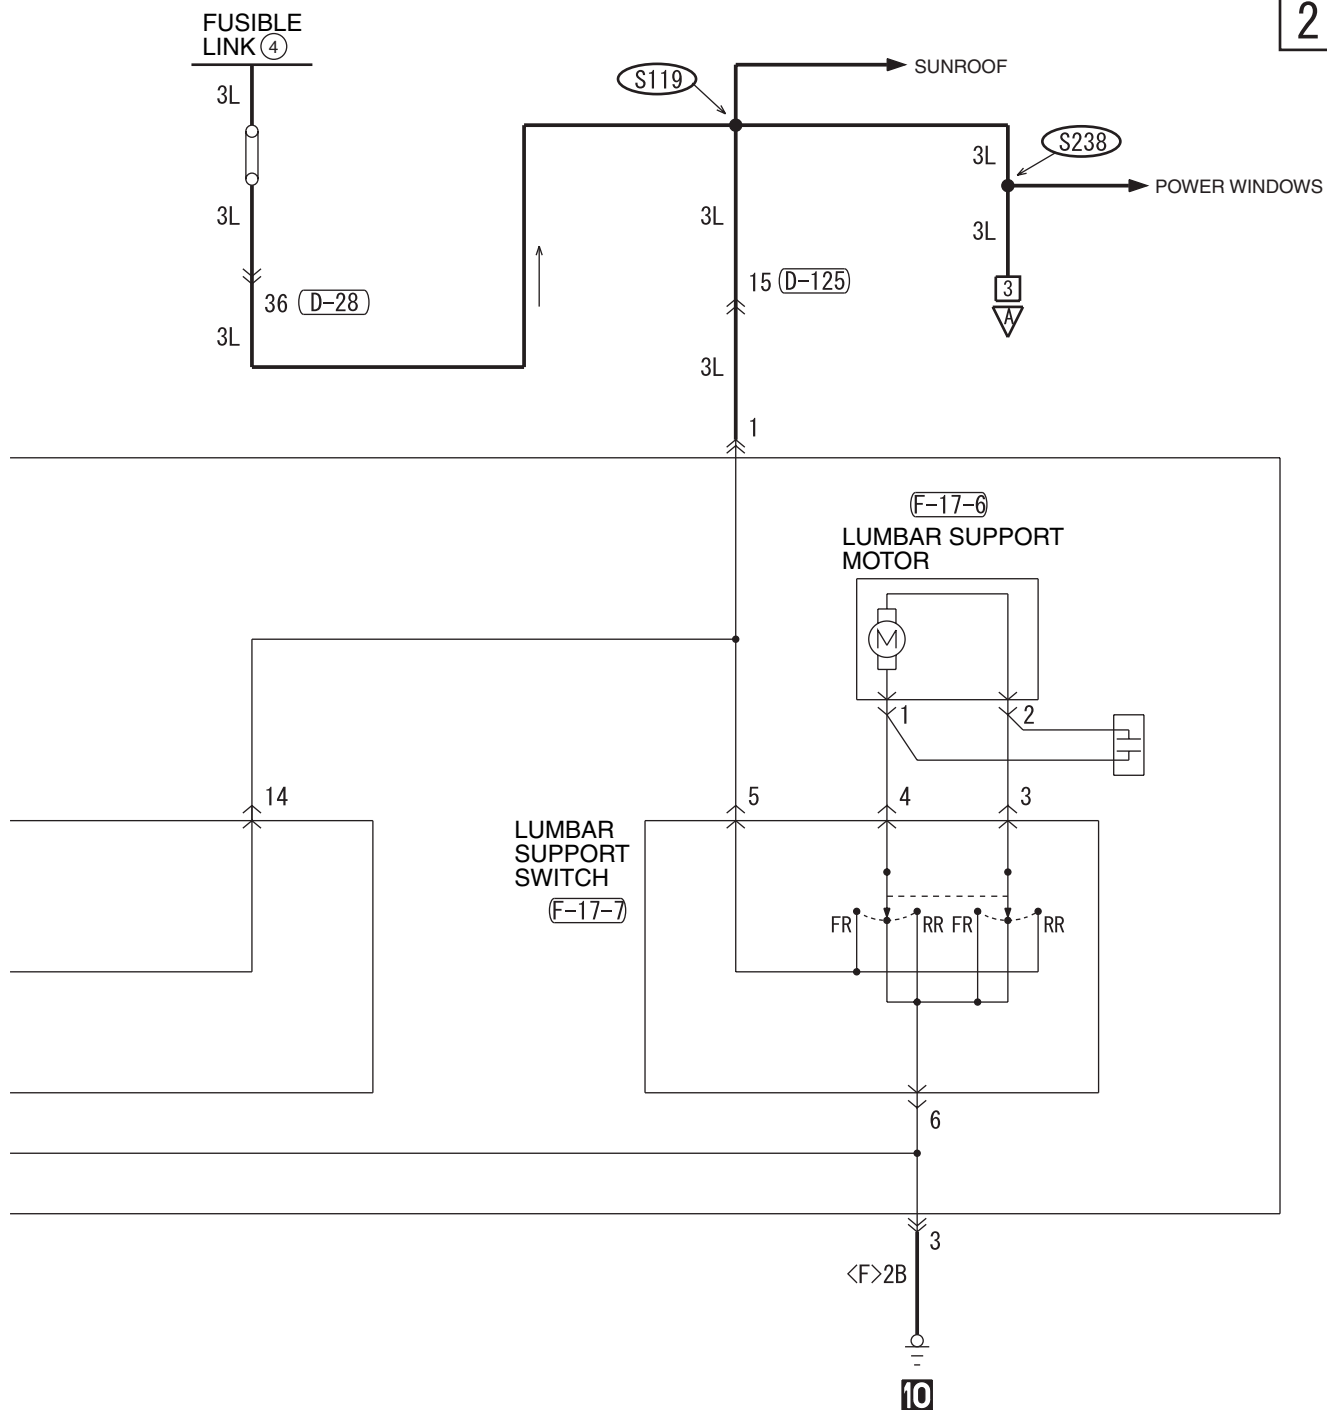 2
FUSIBLE
LINK 4
SUNROOF
S119
3L
S238
3L
POWER WINDOWS
3L
3L
3L
15 D-125
3
36 D-28
A
3L
3L
1
F-17-6
LUMBAR SUPPORT
MOTOR
M
1
2
14
5
4
3
LUMBAR
SUPPORT
SWITCH
F-17-7
FR
RR
FR
RR
6
3
<F>2B
10